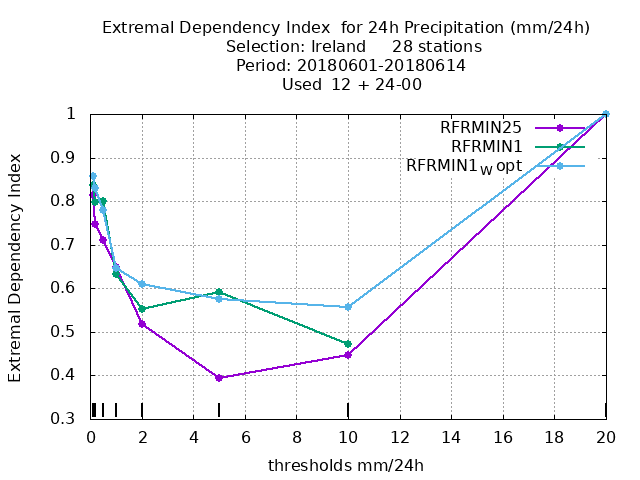 Extremal Dependency Index  for 24h Precipitation (mm/24h)
Selection: Ireland     28 stations
Period: 20180601-20180614
Used  12 + 24-00
Extremal Dependency Index
1
0.9
0.8
0.7
0.6
0.5
0.4
0.3
RFRMIN25
RFRMIN1
RFRMIN1W opt
0 2 4 6 8 10 12 14 16 18 20
thresholds mm/24h